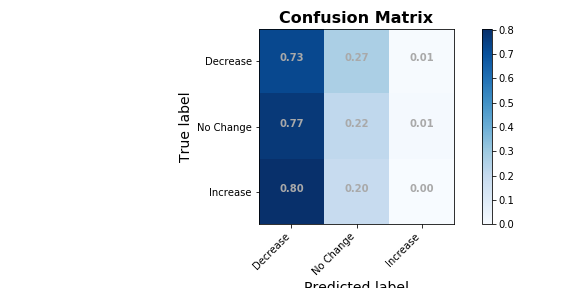 Confusion Matrix
Decrease 0.73 0.27 0.01
No Change 0.77 0.22 0.01
Increase 0.80 0.20 0.00
True label
Decrease No Change Increase
Predicted label
0.8
0.7
0.6
0.5
0.4
0.3
0.2
0.1
0.0